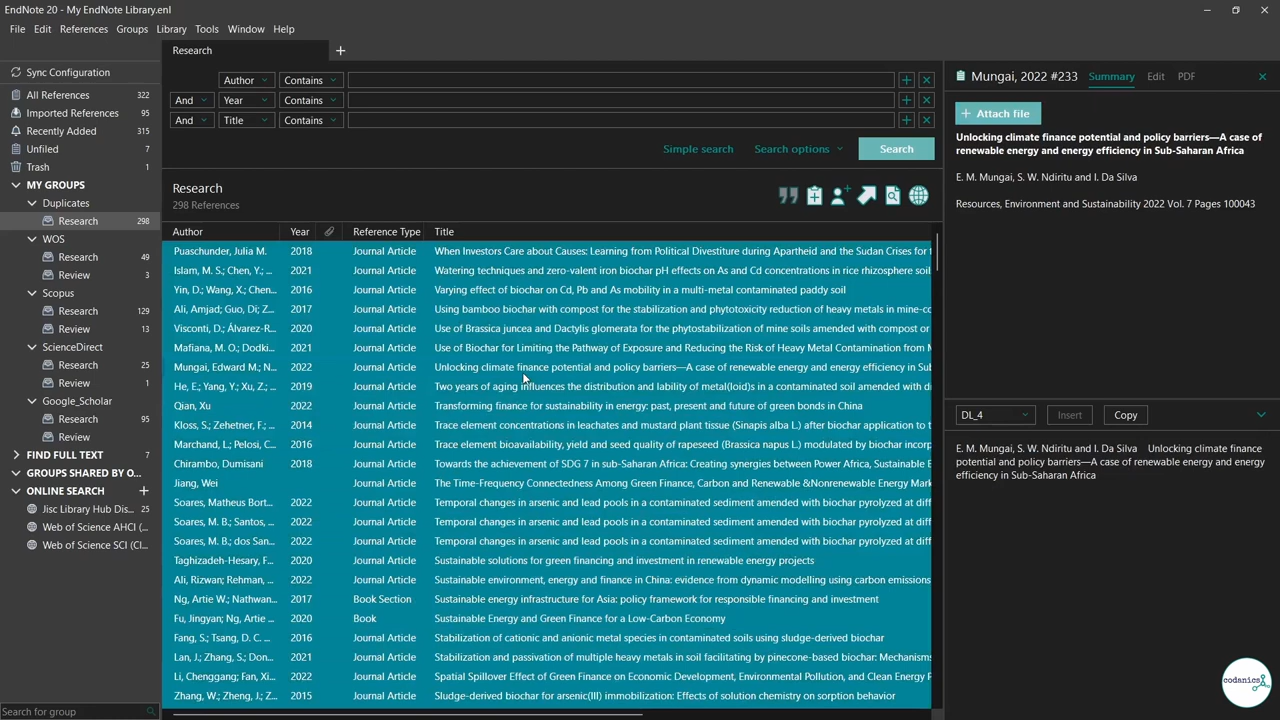 EndNote 20 - My EndNote Library.enl
File Edit References Groups Library Tools Window Help
Sync Configuration
All References 322
Imported References 95
Recently Added 315
Unfiled 7
Trash 16
MY GROUPS
Duplicates
Research 298
WOS
Research 49
Review 3
Scopus
Research 129
Review 13
ScienceDirect
Research 25
Review 1
Google_Scholar
Research 95
Review
FIND FULL TEXT 7
GROUPS SHARED BY O...
ONLINE SEARCH
Jisc Library Hub Dis... 25
Web of Science AHCI (...
Web of Science SCI (Cl...
Search for group
Research
Author Contains
And Year Contains
And Title Contains
Simple search Search options Search
Research
298 References
Author Year Reference Type Title
Puaschunder, Julia M. 2018 Journal Article When Investors Care about Causes: Learning from Political Divestiture during Apartheid and the Sudan Crises for
Islam, M. S.; Chen, Y.; ... 2021 Journal Article Watering techniques and zero-valent iron biochar pH effects on As and Cd concentrations in rice rhizosphere soil
Yin, D.; Wang, X.; Chen... 2016 Journal Article Varying effect of biochar on Cd, Pb and As mobility in a multi-metal contaminated paddy soil
Ali, Amjad; Guo, Di; Z... 2017 Journal Article Using bamboo biochar with compost for the stabilization and phytotoxicity reduction of heavy metals in mine-co
Visconti, D.; Álvarez-R... 2020 Journal Article Use of Brassica juncea and Dactylis glomerata for the phytostabilization of mine soils amended with compost or
Mafiana, M. O.; Dodki... 2021 Journal Article Use of Biochar for Limiting the Pathway of Exposure and Reducing the Risk of Heavy Metal Contamination from
Mungai, Edward M.; N... 2022 Journal Article Unlocking climate finance potential and policy barriers—A case of renewable energy and energy efficiency in Sub
He, E.; Yang, Y.; Xu, Z.; ... 2019 Journal Article Two years of aging influences the distribution and lability of metal(loid)s in a contaminated soil amended with
Qian, Xu 2022 Journal Article Transforming finance for sustainability in energy: past, present and future of green bonds in China
Kloss, S.; Zehetner, F.; ... 2014 Journal Article Trace element concentrations in leachates and mustard plant tissue (Sinapis alba L.) after biochar application to
Marchand, L.; Pelosi, C... 2016 Journal Article Trace element bioavailability, yield and seed quality of rapeseed (Brassica napus L.) modulated by biochar incorp
Chirambo, Dumisani 2018 Journal Article Towards the achievement of SDG 7 in sub-Saharan Africa: Creating synergies between Power Africa, Sustainable
Jiang, Wei Journal Article The Time-Frequency Connectedness Among Green Finance, Carbon and Renewable &Nonrenewable Energy Mark
Soares, Matheus Bort... 2022 Journal Article Temporal changes in arsenic and lead pools in a contaminated sediment amended with biochar pyrolyzed at diff
Soares, M. B.; Santos, ... 2022 Journal Article Temporal changes in arsenic and lead pools in a contaminated sediment amended with biochar pyrolyzed at diff
Soares, M. B.; dos San... 2022 Journal Article Temporal changes in arsenic and lead pools in a contaminated sediment amended with biochar pyrolyzed at diff
Taghizadeh-Hesary, F... 2020 Journal Article Sustainable solutions for green financing and investment in renewable energy projects
Ali, Rizwan; Rehman, ... 2022 Journal Article Sustainable environment, energy and finance in China: evidence from dynamic modelling using carbon emissions
Ng, Artie W.; Nathwan... 2017 Book Section Sustainable energy infrastructure for Asia: policy framework for responsible financing and investment
Fu, Jingyan; Ng, Artie ... 2020 Book Sustainable Energy and Green Finance for a Low-Carbon Economy
Fang, S.; Tsang, D. C. ... 2016 Journal Article Stabilization of cationic and anionic metal species in contaminated soils using sludge-derived biochar
Lan, J.; Zhang, S.; Don... 2021 Journal Article Stabilization and passivation of multiple heavy metals in soil facilitating by pinecone-based biochar: Mechanisms
Li, Chenggang; Fan, Xi... 2022 Journal Article Spatial Spillover Effect of Green Finance on Economic Development, Environmental Pollution, and Clean Energy
Zhang, W.; Zheng, J.; Z... 2015 Journal Article Sludge-derived biochar for arsenic(III) immobilization: Effects of solution chemistry on sorption behavior
Mungai, 2022 #233 Summary Edit PDF
Attach file
Unlocking climate finance potential and policy barriers—A case of
renewable energy and energy efficiency in Sub-Saharan Africa
E. M. Mungai, S. W. Ndiritu and I. Da Silva
Resources, Environment and Sustainability 2022 Vol. 7 Pages 100043
DL_4 Insert Copy
E. M. Mungai, S. W. Ndiritu and I. Da Silva Unlocking climate finance
potential and policy barriers—A case of renewable energy and energy
efficiency in Sub-Saharan Africa
codanics